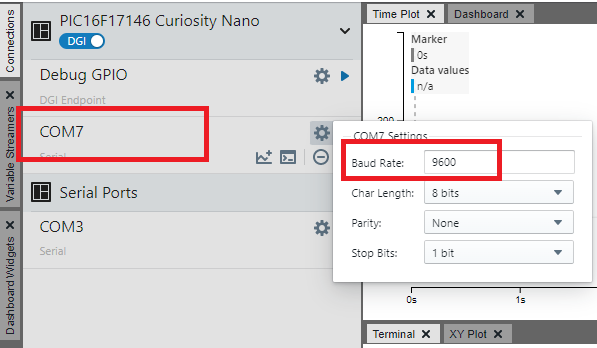 Connections
Variable Streamers
Dashboard Widgets
PIC16F17146 Curiosity Nano
DGI
Debug GPIO
DGI Endpoint
COM7
Serial
Serial Ports
COM3
Serial
Time Plot
Dashboard
Marker
0s
Data values
n/a
COM7 Settings
Baud Rate: 9600
Char Length: 8 bits
Parity: None
Stop Bits: 1 bit
0s 1s
Terminal
XY Plot